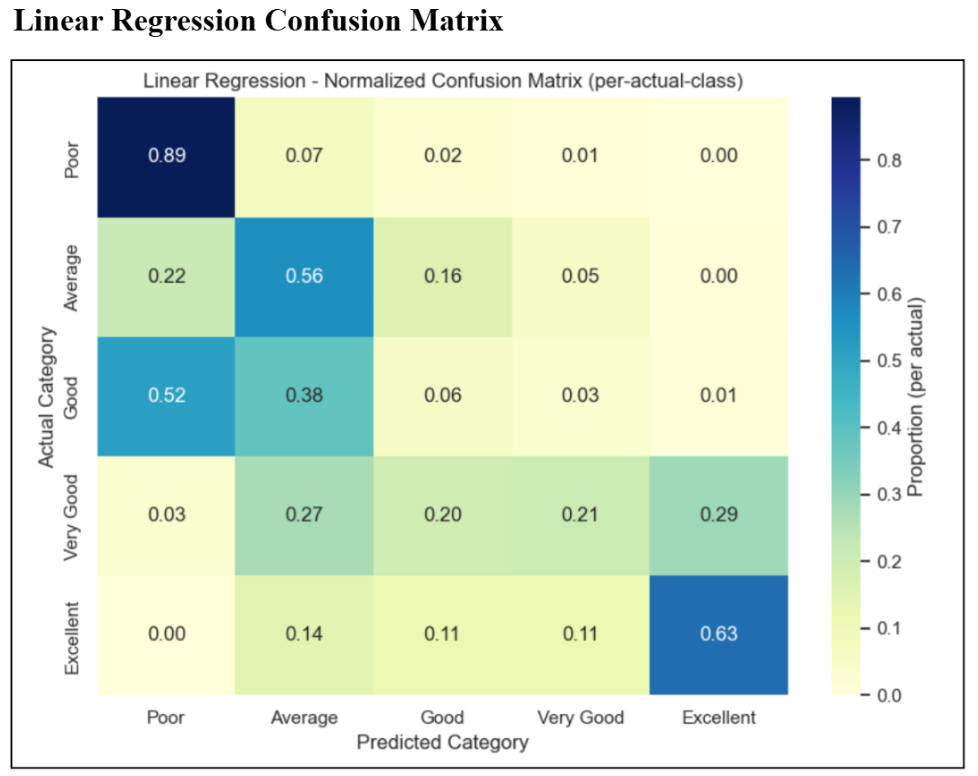 Linear Regression Confusion Matrix
Linear Regression - Normalized Confusion Matrix (per-actual-class)
Poor 0.89 0.07 0.02 0.01 0.00
Average 0.22 0.56 0.16 0.05 0.00
Good 0.52 0.38 0.06 0.03 0.01
Very Good 0.03 0.27 0.20 0.21 0.29
Excellent 0.00 0.14 0.11 0.11 0.63
Actual Category
Poor Average Good Very Good Excellent
Predicted Category
0.8
0.7
0.6
0.5
0.4
0.3
0.2
0.1
0.0
Proportion (per actual)